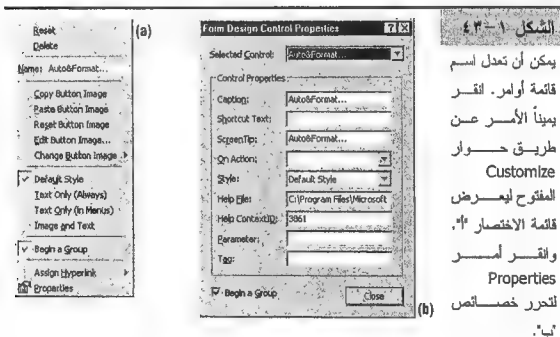 Reset
Delete
Name: Auto&Format...
Copy Button Image
Paste Button Image
Reset Button Image
Edit Button Image...
Change Button Image
Default Style
Text Only (Always)
Text Only (in Menus)
Image and Text
Begin a Group
Assign Hyperlink
Properties
(a)
Form Design Control Properties
Selected Control: Auto&Format...
Control Properties
Caption: Auto&Format...
Shortcut Text:
ScreenTip: Auto&Format...
On Action:
Style: Default Style
Help File: C:\Program Files\Microsoft
Help ContextID: 3861
Parameter:
Tag:
Begin a Group
Close
(b)
الشكل ١-٤٣
يمكن أن تعدل اسم
قائمة أوامر. انقر
يميناً الأمر عن
طريق حوار
Customize
المفتوح ليعرض
قائمة الاختصار "أ".
وانقر أمر
Properties
لتحرر خصائص
"ب".